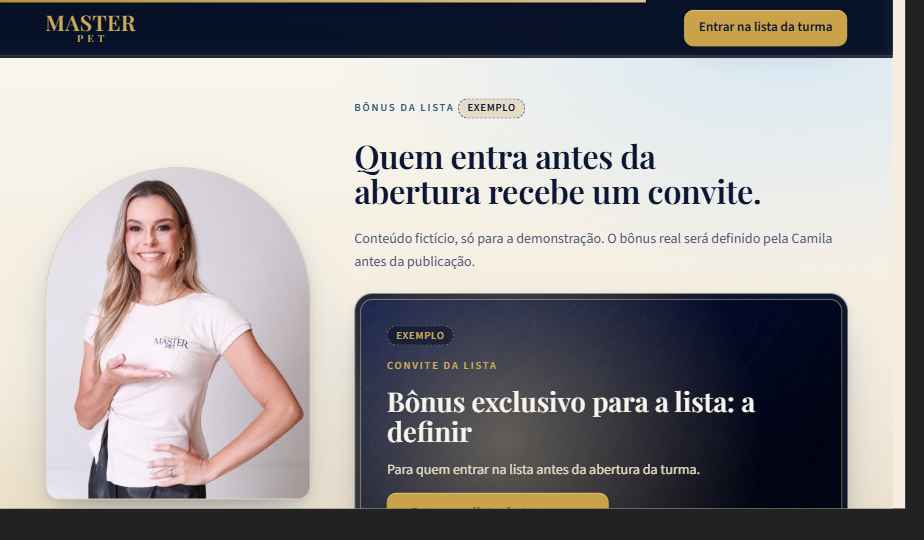 MASTER
PET
Entrar na lista da turma
BÔNUS DA LISTA EXEMPLO
Quem entra antes da
abertura recebe um convite.
Conteúdo fictício, só para a demonstração. O bônus real será definido pela Camila
antes da publicação.
MASTER
EXEMPLO
CONVITE DA LISTA
Bônus exclusivo para a lista: a
definir
Para quem entrar na lista antes da abertura da turma.